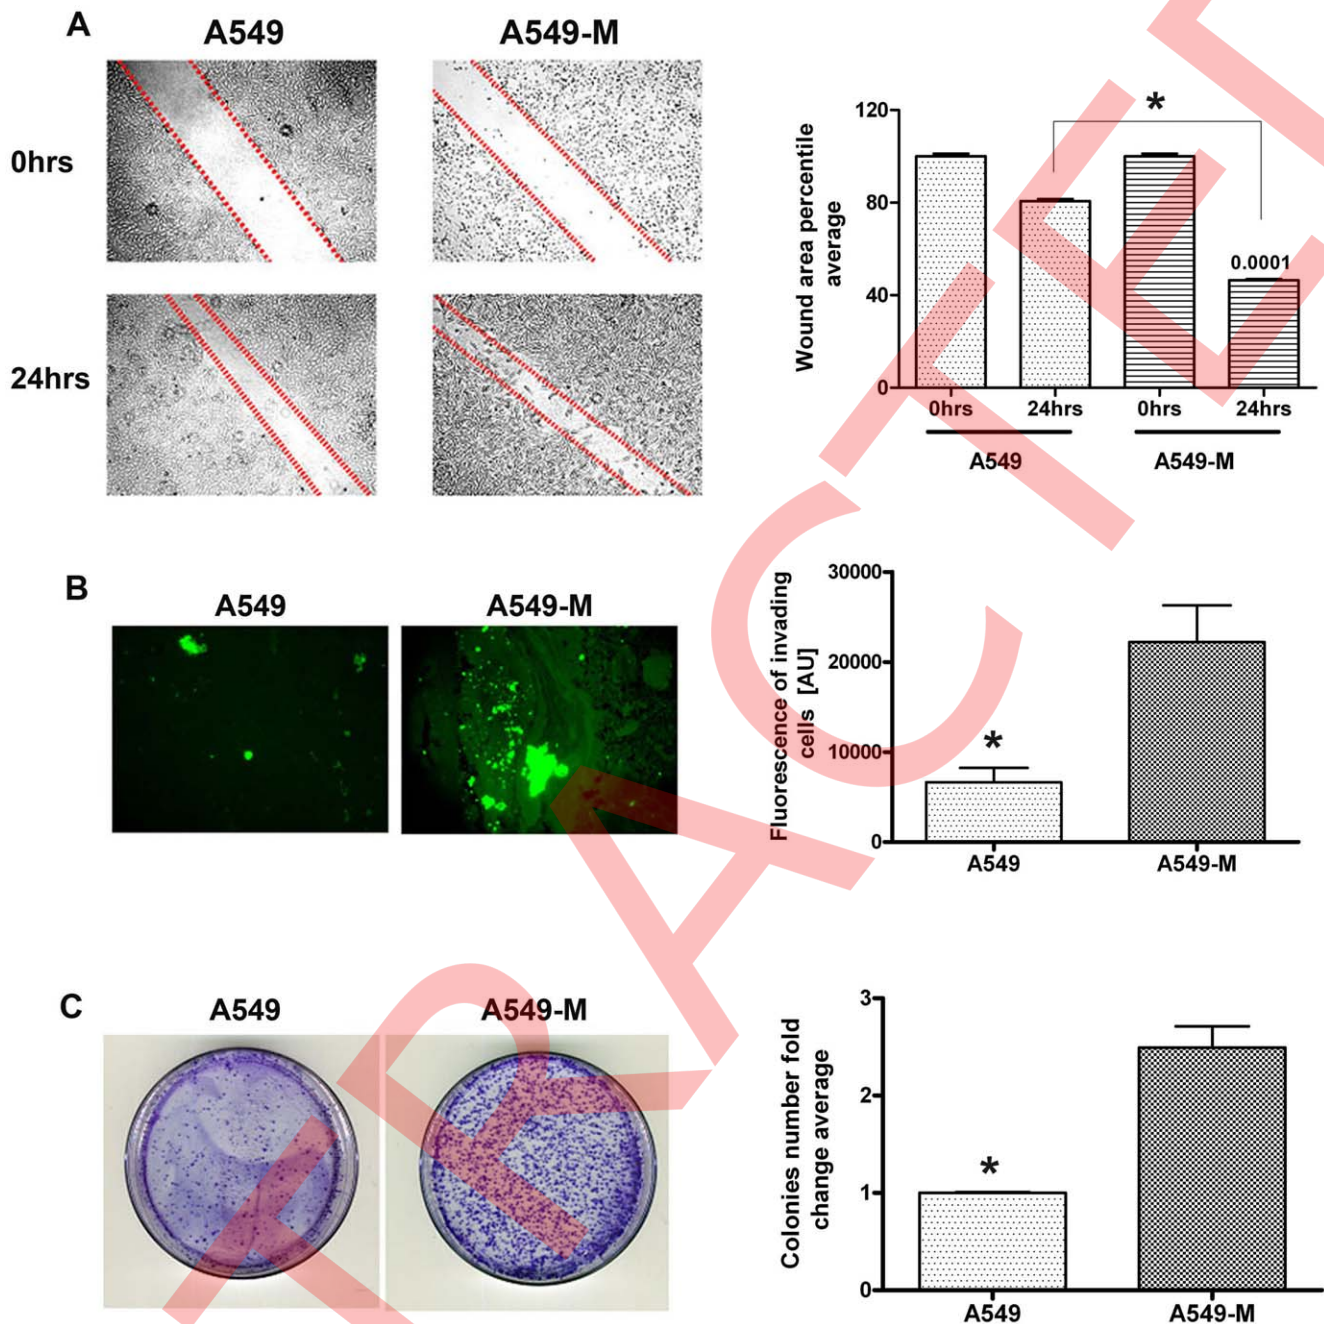 A
A549
A549-M
0hrs
24hrs
Wound area percentile
average
120
80
40
0
*
0.0001
0hrs
24hrs
0hrs
24hrs
A549
A549-M
B
A549
A549-M
Fluorescence of invading
cells [AU]
30000
20000
10000
0
*
A549
A549-M
C
A549
A549-M
Colonies number fold
change average
3
2
1
0
*
A549
A549-M